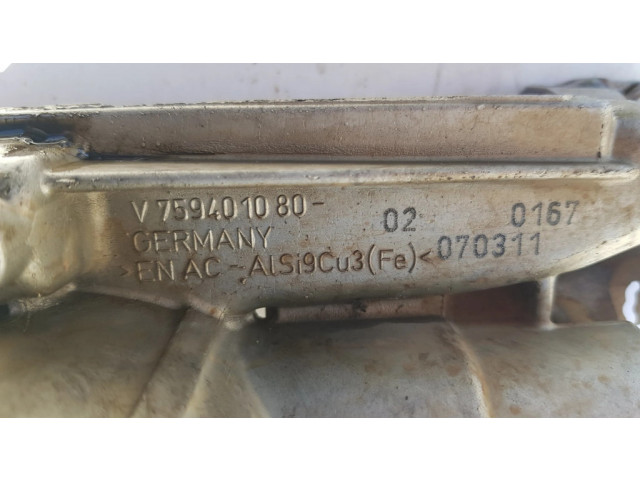 V 7594010 80- 02 0167
GERMANY
>EN AC - AlSi9Cu3(Fe)< 070311